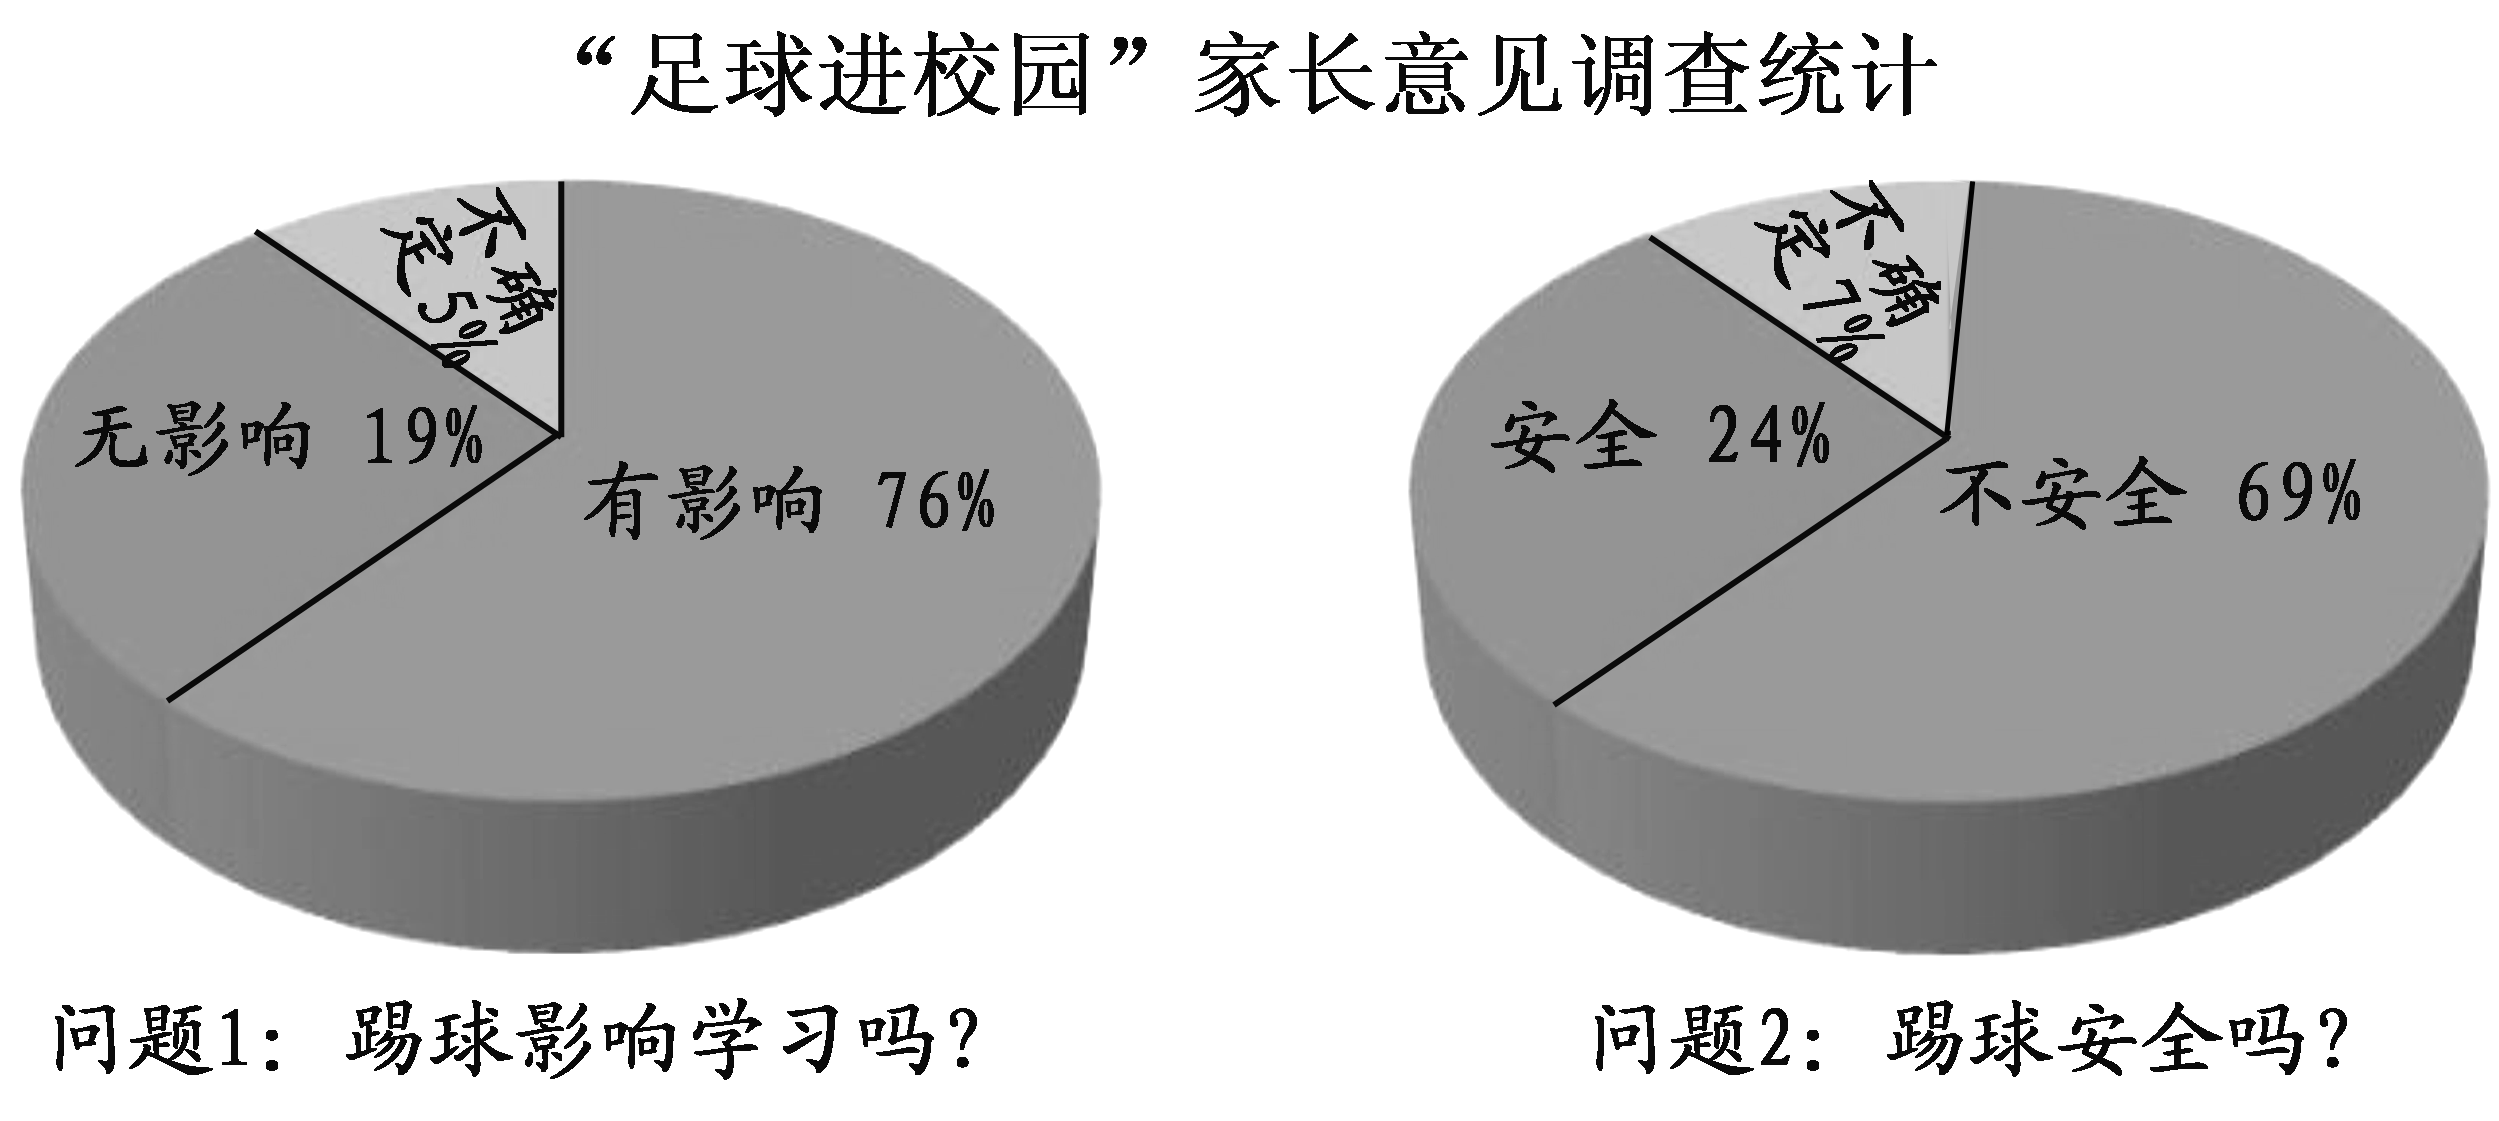 “足球进校园”家长意见调查统计
不确
定5%
无影响 19%
有影响 76%
不确
定7%
安全 24%
不安全 69%
问题1：踢球影响学习吗？
问题2：踢球安全吗？